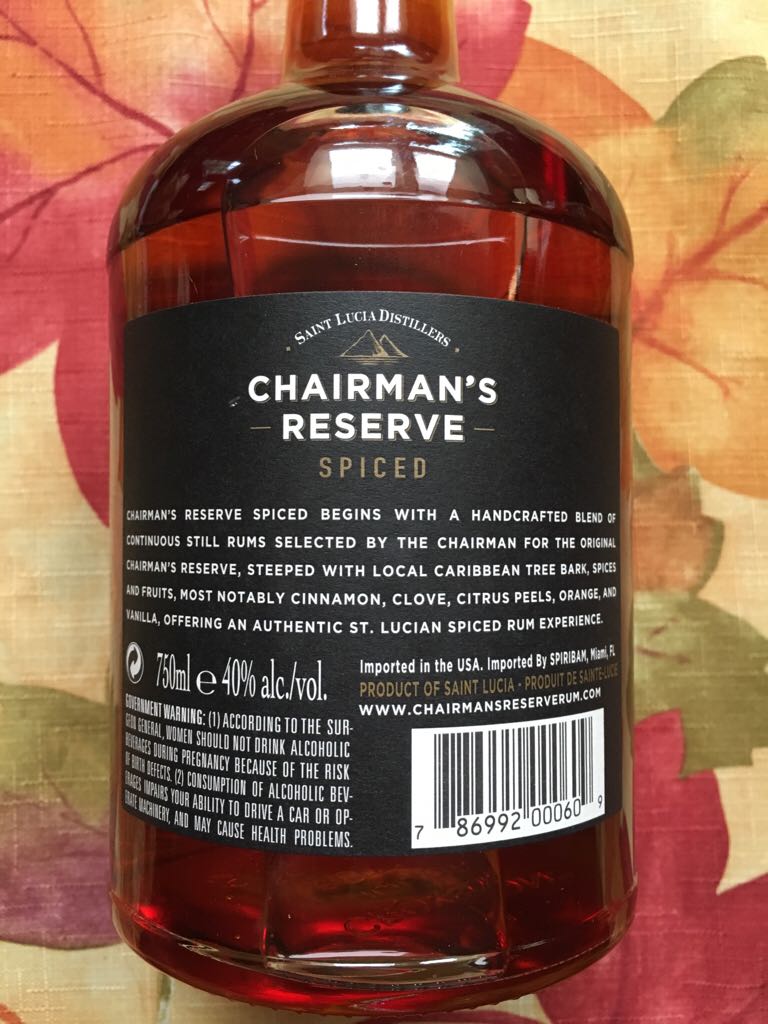 SAINT LUCIA DISTILLERS
CHAIRMAN'S
RESERVE
SPICED
CHAIRMAN'S RESERVE SPICED BEGINS WITH A HANDCRAFTED BLEND OF
CONTINUOUS STILL RUMS SELECTED BY THE CHAIRMAN FOR THE ORIGINAL
CHAIRMAN'S RESERVE, STEEPED WITH LOCAL CARIBBEAN TREE BARK, SPICES
AND FRUITS, MOST NOTABLY CINNAMON, CLOVE, CITRUS PEELS, ORANGE, AND
VANILLA, OFFERING AN AUTHENTIC ST. LUCIAN SPICED RUM EXPERIENCE.
750ml e 40% alc./vol.
GOVERNMENT WARNING: (1) ACCORDING TO THE SUR-
GEON GENERAL, WOMEN SHOULD NOT DRINK ALCOHOLIC
BEVERAGES DURING PREGNANCY BECAUSE OF THE RISK
OF BIRTH DEFECTS. (2) CONSUMPTION OF ALCOHOLIC BEV-
ERAGES IMPAIRS YOUR ABILITY TO DRIVE A CAR OR OP-
ERATE MACHINERY, AND MAY CAUSE HEALTH PROBLEMS.
Imported in the USA. Imported By SPIRIBAM, Miami, FL
PRODUCT OF SAINT LUCIA - PRODUIT DE SAINTE-LUCIE
WWW.CHAIRMANSRESERVERUM.COM
7 86992 00060 9